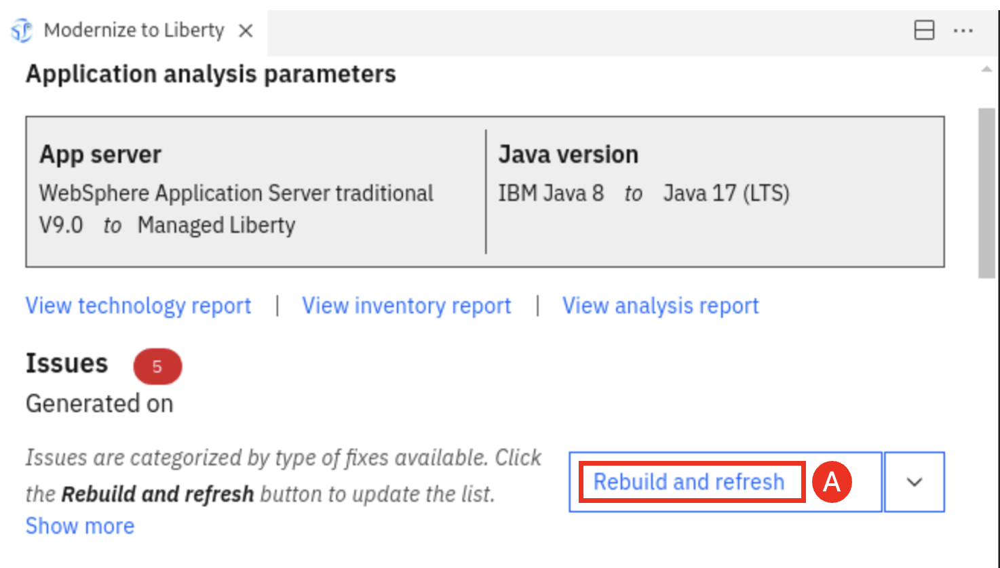 Modernize to Liberty
Application analysis parameters
App server
WebSphere Application Server traditional
V9.0 to Managed Liberty
Java version
IBM Java 8 to Java 17 (LTS)
View technology report | View inventory report | View analysis report
Issues 5
Generated on
Issues are categorized by type of fixes available. Click
the Rebuild and refresh button to update the list.
Show more
Rebuild and refresh A